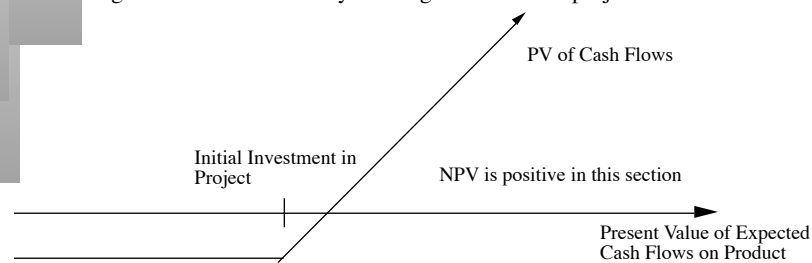 PV of Cash Flows
Initial Investment in
Project
NPV is positive in this section
Present Value of Expected
Cash Flows on Product